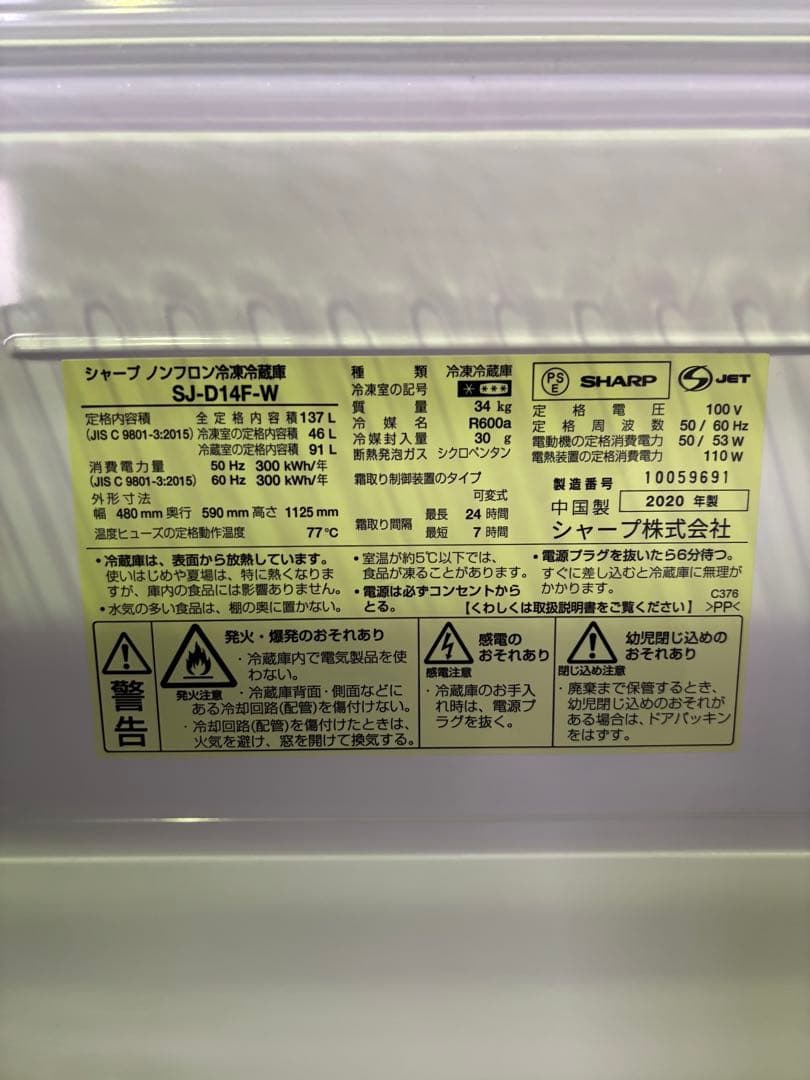 シャープ ノンフロン冷凍冷蔵庫
SJ-D14F-W
定格内容積 全定格内容積 137 L
(JIS C 9801-3:2015) 冷凍室の定格内容積 46 L
冷蔵室の定格内容積 91 L
消費電力量 50 Hz 300 kWh/年
(JIS C 9801-3:2015) 60 Hz 300 kWh/年
外形寸法
幅 480 mm 奥行 590 mm 高さ 1125 mm
温度ヒューズの定格動作温度 77℃
種類 冷凍冷蔵庫
冷凍室の記号 * ***
質量 34 kg
冷媒名 R600a
冷媒封入量 30 g
断熱発泡ガス シクロペンタン
霜取り制御装置のタイプ
可変式
霜取り間隔 最長 24 時間
最短 7 時間
PS E SHARP S JET
定格電圧 100 V
定格周波数 50 / 60 Hz
電動機の定格消費電力 50 / 53 W
電熱装置の定格消費電力 110 W
製造番号 10059691
中国製 2020 年製
シャープ株式会社
・冷蔵庫は、表面から放熱しています。
使いはじめや夏場は、特に熱くなりま
すが、庫内の食品には影響ありません。
・水気の多い食品は、棚の奥に置かない。
・室温が約5℃以下では、
食品が凍ることがあります。
・電源は必ずコンセントから
とる。
・電源プラグを抜いたら6分待つ。
すぐに差し込むと冷蔵庫に無理が
かかります。
C376
【くわしくは取扱説明書をご覧ください】 >PP<
警告
発火・爆発のおそれあり
発火注意
・冷蔵庫内で電気製品を使
わない。
・冷蔵庫背面・側面などに
ある冷却回路(配管)を傷付けない。
・冷却回路(配管)を傷付けたときは、
火気を避け、窓を開けて換気する。
感電の
おそれあり
感電注意
・冷蔵庫のお手入
れ時は、電源プ
ラグを抜く。
幼児閉じ込めの
おそれあり
閉じ込め注意
・廃棄まで保管するとき、
幼児閉じ込めのおそれが
ある場合は、ドアパッキン
をはずす。